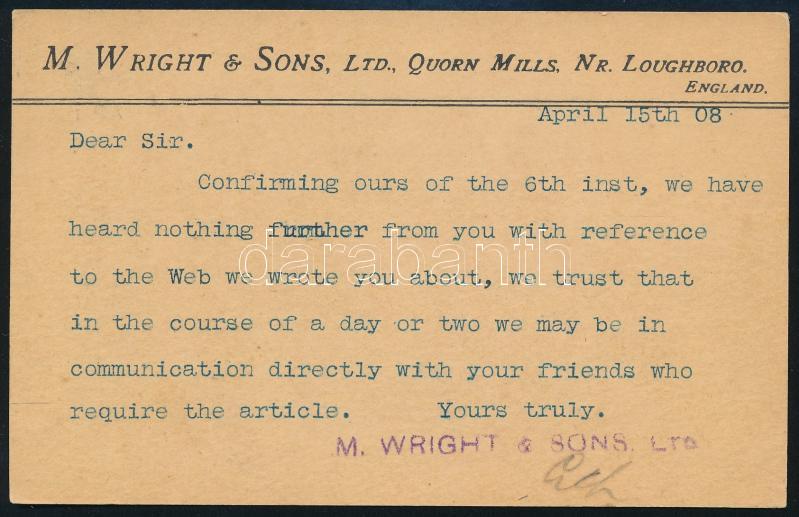 M. WRIGHT & SONS, LTD., QUORN MILLS, NR. LOUGHBORO.
ENGLAND.
April 15th 08
Dear Sir.
Confirming ours of the 6th inst, we have
heard nothing further from you with reference
darabanth
to the Web we wrote you about, we trust that
in the course of a day or two we may be in
communication directly with your friends who
require the article. Yours truly.
M. WRIGHT & SONS, Ltd